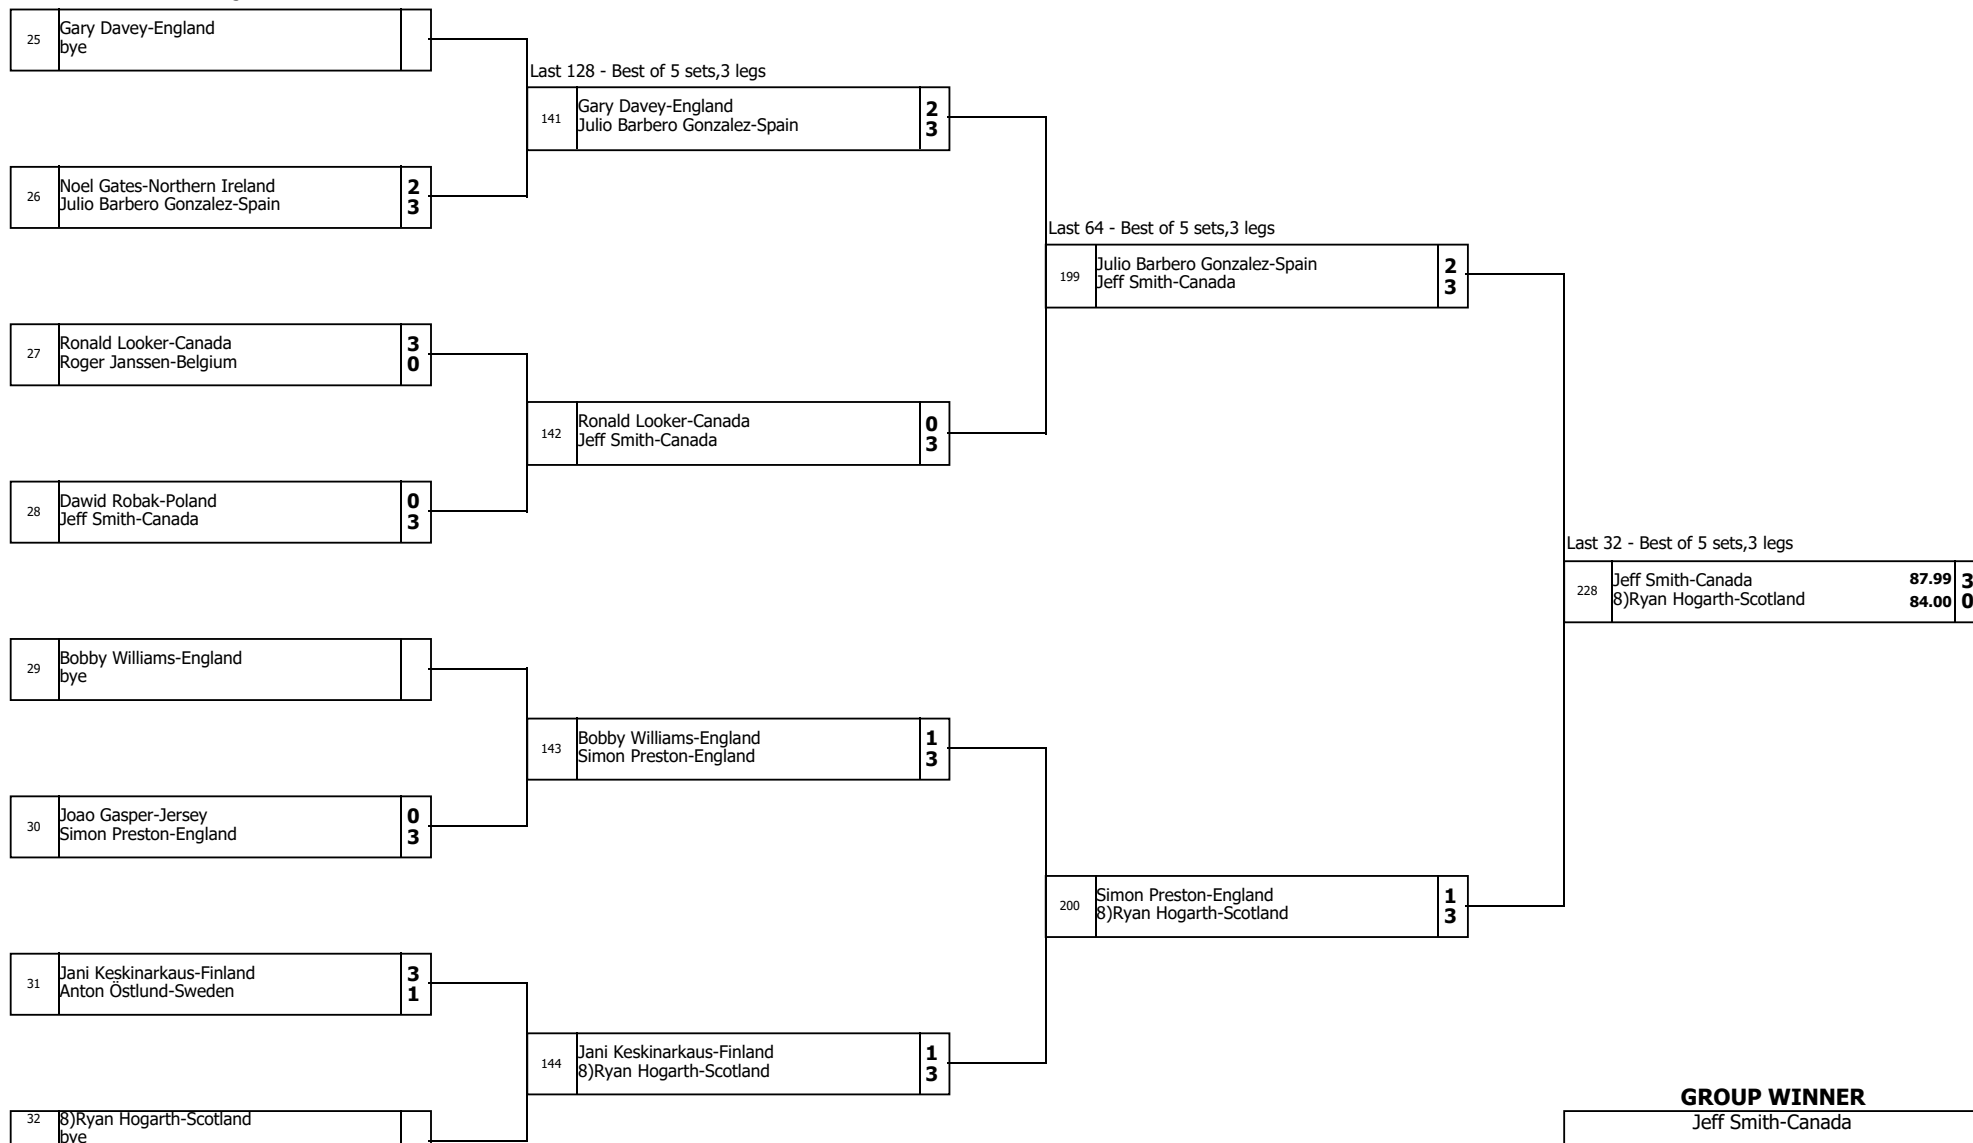 25
Gary Davey-England
bye
26
Noel Gates-Northern Ireland 2
Julio Barbero Gonzalez-Spain 3
27
Ronald Looker-Canada 3
Roger Janssen-Belgium 0
28
Dawid Robak-Poland 0
Jeff Smith-Canada 3
29
Bobby Williams-England
bye
30
Joao Gasper-Jersey 0
Simon Preston-England 3
31
Jani Keskinarkaus-Finland 3
Anton Östlund-Sweden 1
32
8)Ryan Hogarth-Scotland
bye
Last 128 - Best of 5 sets,3 legs
141
Gary Davey-England 2
Julio Barbero Gonzalez-Spain 3
142
Ronald Looker-Canada 0
Jeff Smith-Canada 3
143
Bobby Williams-England 1
Simon Preston-England 3
144
Jani Keskinarkaus-Finland 1
8)Ryan Hogarth-Scotland 3
Last 64 - Best of 5 sets,3 legs
199
Julio Barbero Gonzalez-Spain 2
Jeff Smith-Canada 3
200
Simon Preston-England 1
8)Ryan Hogarth-Scotland 3
Last 32 - Best of 5 sets,3 legs
228
Jeff Smith-Canada 87.99 3
8)Ryan Hogarth-Scotland 84.00 0
GROUP WINNER
Jeff Smith-Canada